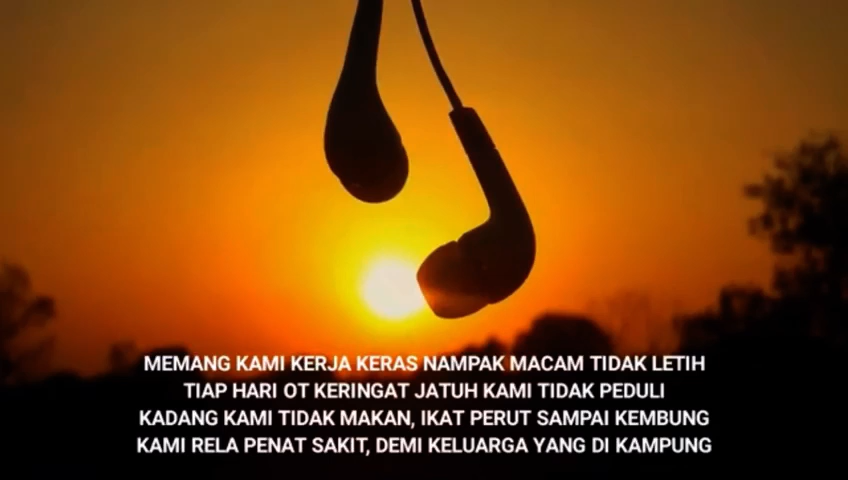 MEMANG KAMI KERJA KERAS NAMPAK MACAM TIDAK LETIH
TIAP HARI OT KERINGAT JATUH KAMI TIDAK PEDULI
KADANG KAMI TIDAK MAKAN, IKAT PERUT SAMPAI KEMBUNG
KAMI RELA PENAT SAKIT, DEMI KELUARGA YANG DI KAMPUNG